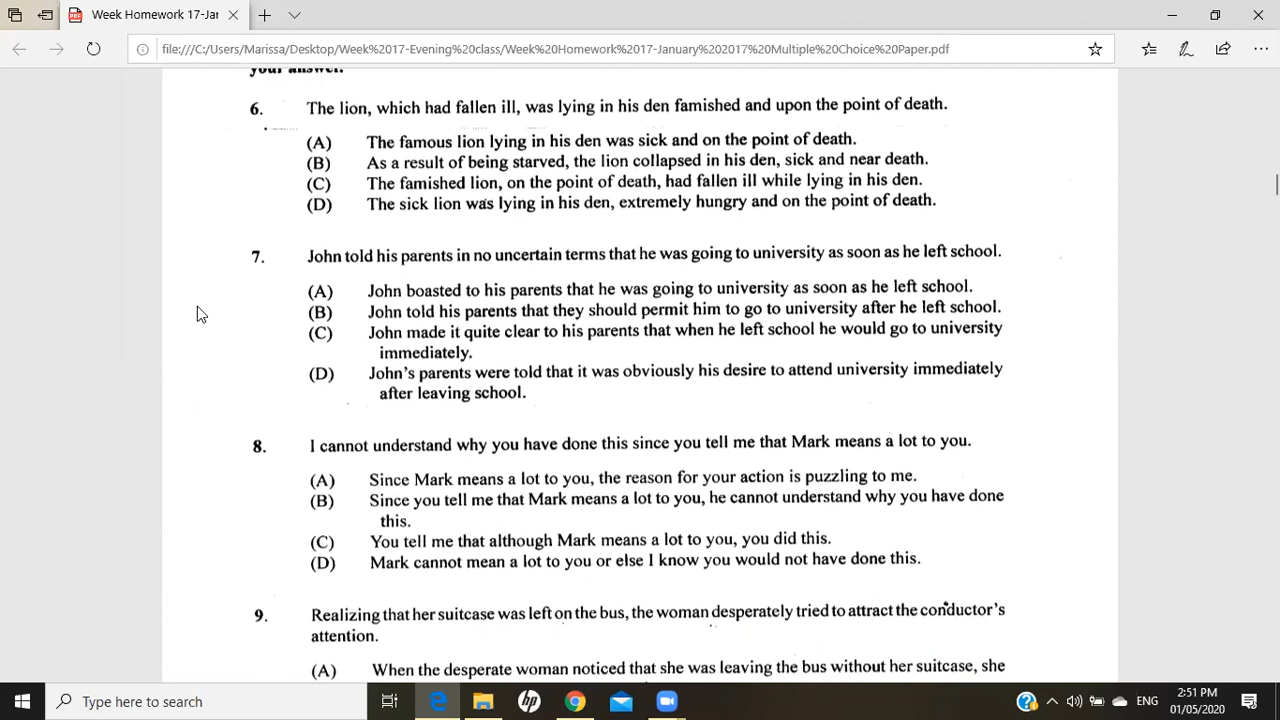 Week Homework 17-Jar
file:///C:/Users/Marissa/Desktop/Week%2017-Evening%20class/Week%20Homework%2017-January%202017%20Multiple%20Choice%20Paper.pdf
your answer.
6. The lion, which had fallen ill, was lying in his den famished and upon the point of death.
(A) The famous lion lying in his den was sick and on the point of death.
(B) As a result of being starved, the lion collapsed in his den, sick and near death.
(C) The famished lion, on the point of death, had fallen ill while lying in his den.
(D) The sick lion was lying in his den, extremely hungry and on the point of death.
7. John told his parents in no uncertain terms that he was going to university as soon as he left school.
(A) John boasted to his parents that he was going to university as soon as he left school.
(B) John told his parents that they should permit him to go to university after he left school.
(C) John made it quite clear to his parents that when he left school he would go to university
immediately.
(D) John's parents were told that it was obviously his desire to attend university immediately
after leaving school.
8. I cannot understand why you have done this since you tell me that Mark means a lot to you.
(A) Since Mark means a lot to you, the reason for your action is puzzling to me.
(B) Since you tell me that Mark means a lot to you, he cannot understand why you have done
this.
(C) You tell me that although Mark means a lot to you, you did this.
(D) Mark cannot mean a lot to you or else I know you would not have done this.
9. Realizing that her suitcase was left on the bus, the woman desperately tried to attract the conductor's
attention.
(A) When the desperate woman noticed that she was leaving the bus without her suitcase, she
Type here to search
hp
ENG
2:51 PM
01/05/2020